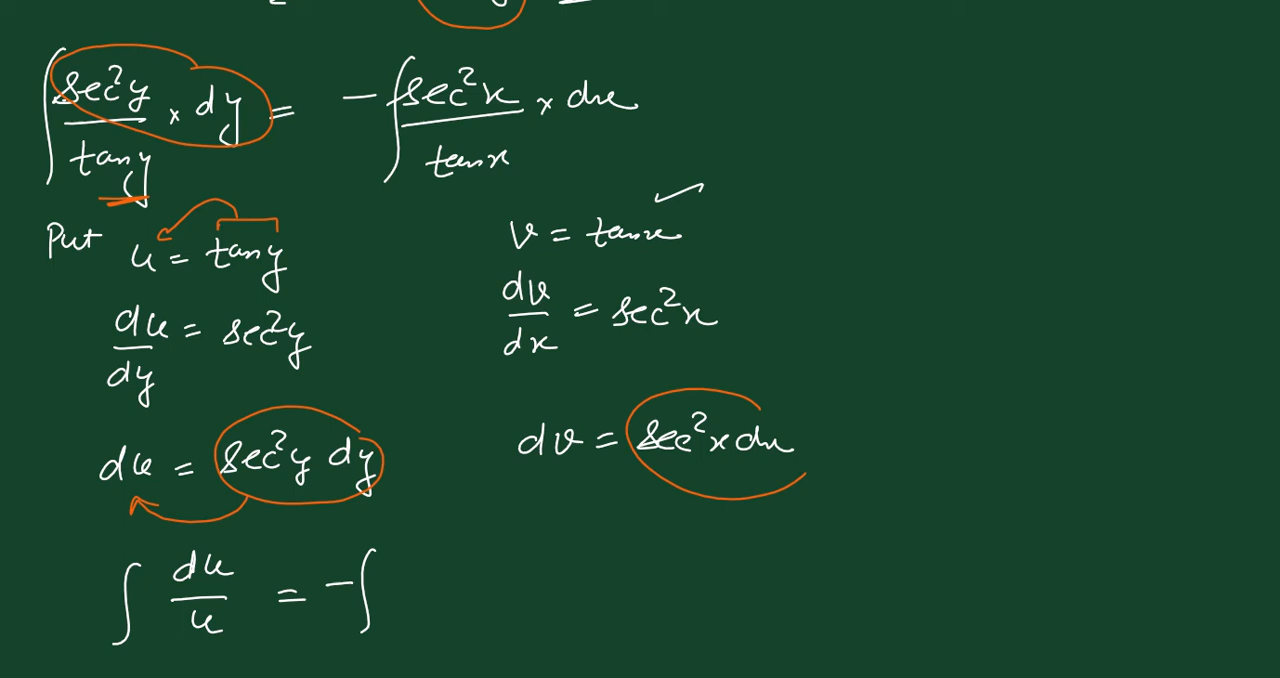 ∫ sec²y/tany × dy = -∫ sec²x/tanx × dx
Put u = tany
v = tanx
du/dy = sec²y
dv/dx = sec²x
du = sec²y dy
dv = sec²x dx
∫ du/u = -∫